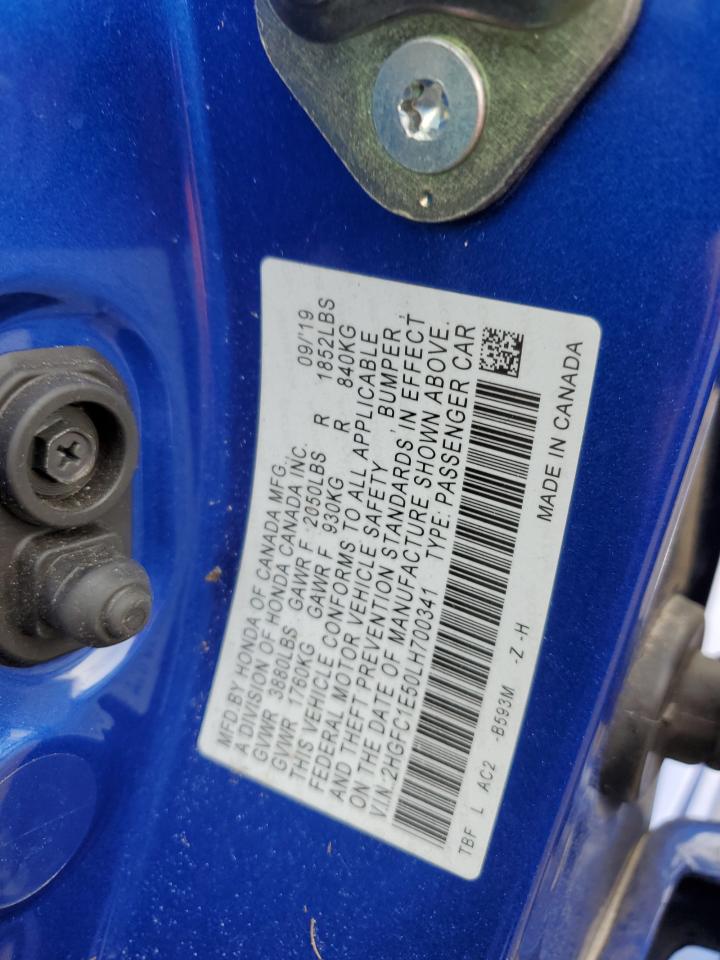 MFD BY HONDA OF CANADA MFG. 09/'19
A DIVISION OF HONDA CANADA INC.
GVWR 3880LBS GAWR F 2050LBS R 1852LBS
GVWR 1760KG GAWR F 930KG R 840KG
THIS VEHICLE CONFORMS TO ALL APPLICABLE
FEDERAL MOTOR VEHICLE SAFETY , BUMPER ,
AND THEFT PREVENTION STANDARDS IN EFFECT
ON THE DATE OF MANUFACTURE SHOWN ABOVE.
V.I.N. 2HGFC1E50LH700341 TYPE: PASSENGER CAR
TBF L AC2 -B593M -Z -H
MADE IN CANADA